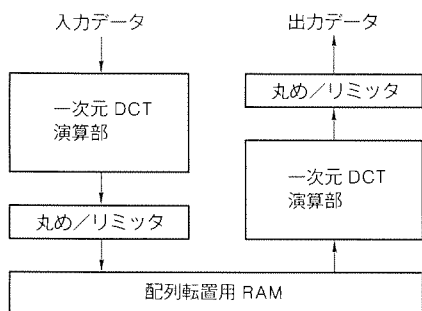 入力データ
出力データ
一次元 DCT
演算部
丸め/リミッタ
丸め/リミッタ
一次元 DCT
演算部
配列転置用 RAM